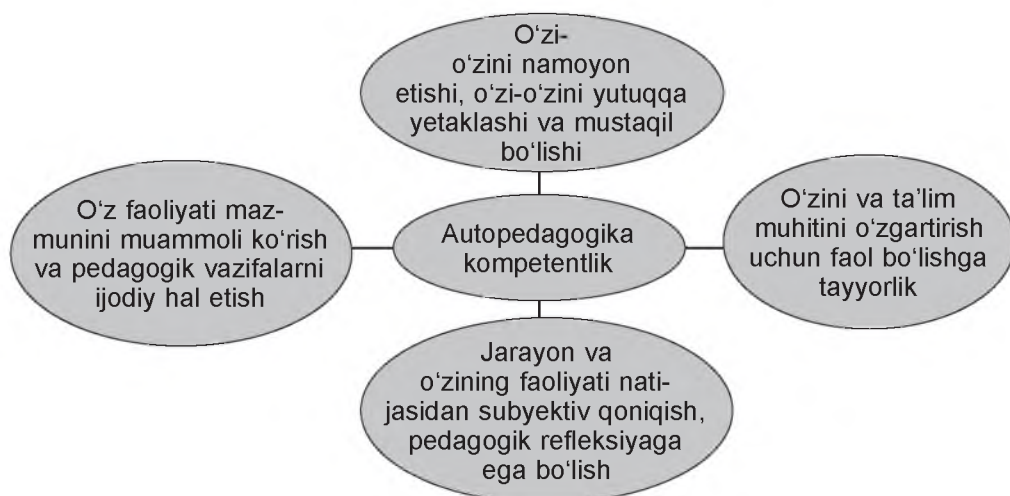 O‘zi-
o‘zini namoyon
etishi, o‘zi-o‘zini yutuqqa
yetaklashi va mustaqil
bo‘lishi
O‘z faoliyati maz-
munini muammoli ko‘rish
va pedagogik vazifalarni
ijodiy hal etish
Autopedagogika
kompetentlik
O‘zini va ta’lim
muhitini o‘zgartirish
uchun faol bo‘lishga
tayyorlik
Jarayon va
o‘zining faoliyati nati-
jasidan subyektiv qoniqish,
pedagogik refleksiyaga
ega bo‘lish